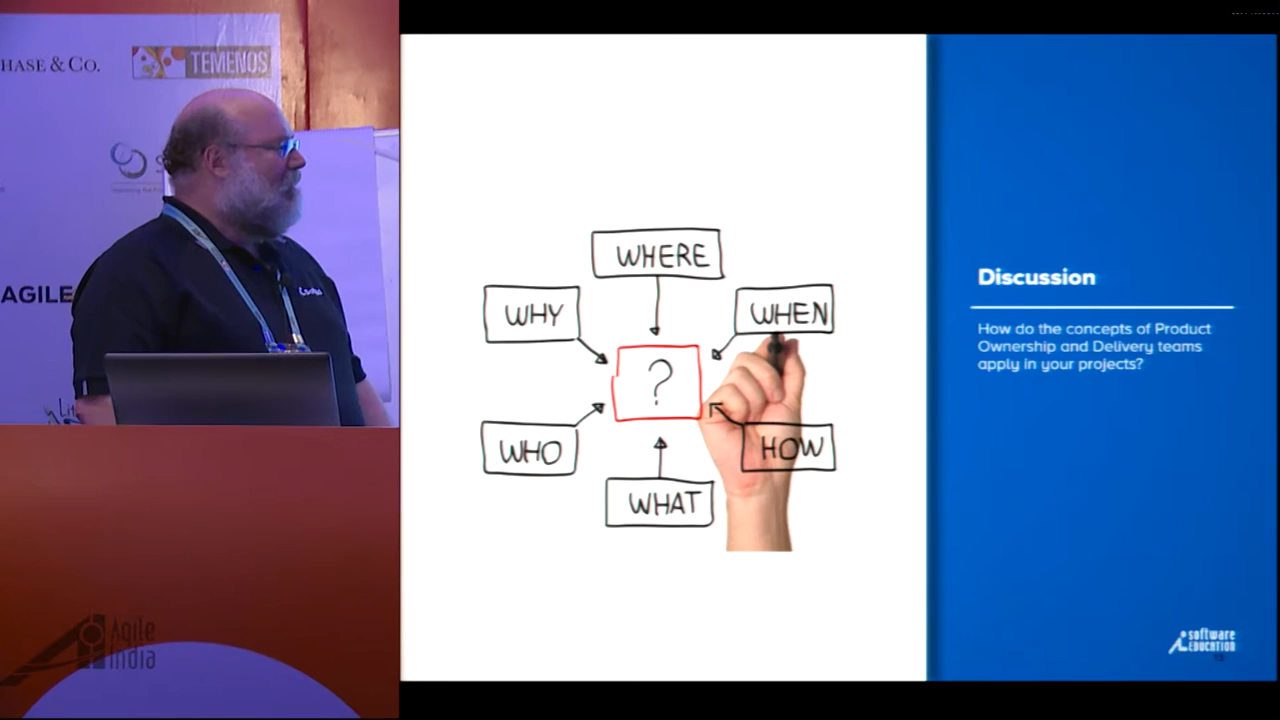 HASE & CO.
TEMENOS
AGILE
Agile
India
WHERE
WHY
WHEN
?
WHO
HOW
WHAT
Discussion
How do the concepts of Product
Ownership and Delivery teams
apply in your projects?
software
EDUCATION